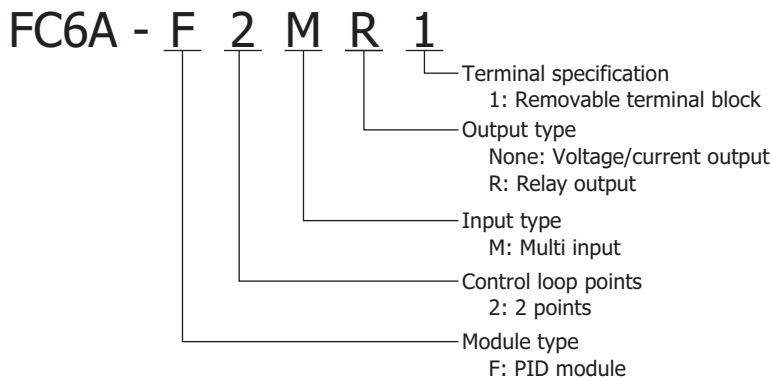 FC6A - F 2 M R 1
Terminal specification
1: Removable terminal block
Output type
None: Voltage/current output
R: Relay output
Input type
M: Multi input
Control loop points
2: 2 points
Module type
F: PID module